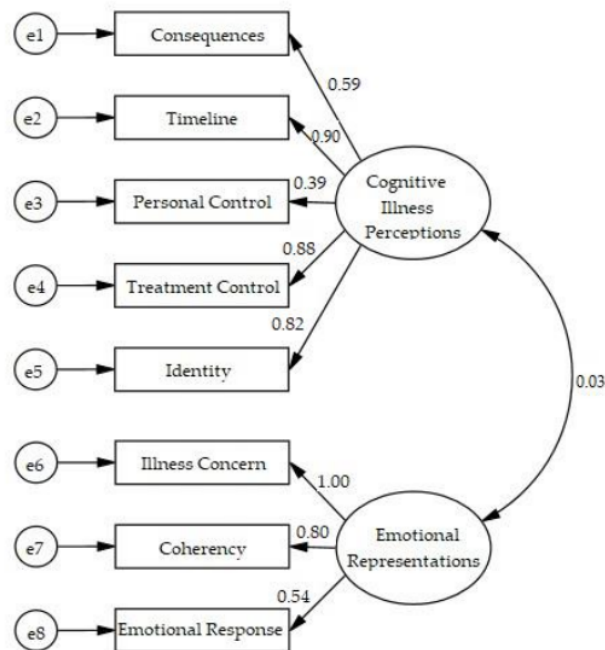 e1
Consequences
0.59
e2
Timeline
0.90
e3
Personal Control
0.39
Cognitive
Illness
Perceptions
e4
Treatment Control
0.88
0.82
e5
Identity
0.03
e6
Illness Concern
1.00
e7
Coherency
0.80
Emotional
Representations
0.54
e8
Emotional Response